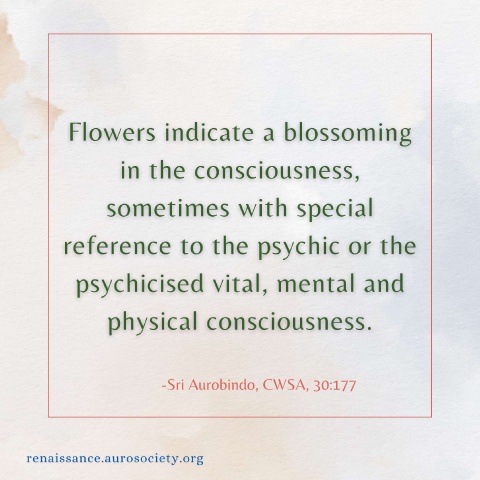 Flowers indicate a blossoming
in the consciousness,
sometimes with special
reference to the psychic or the
psychicised vital, mental and
physical consciousness.
-Sri Aurobindo, CWSA, 30:177
renaissance.aurosociety.org